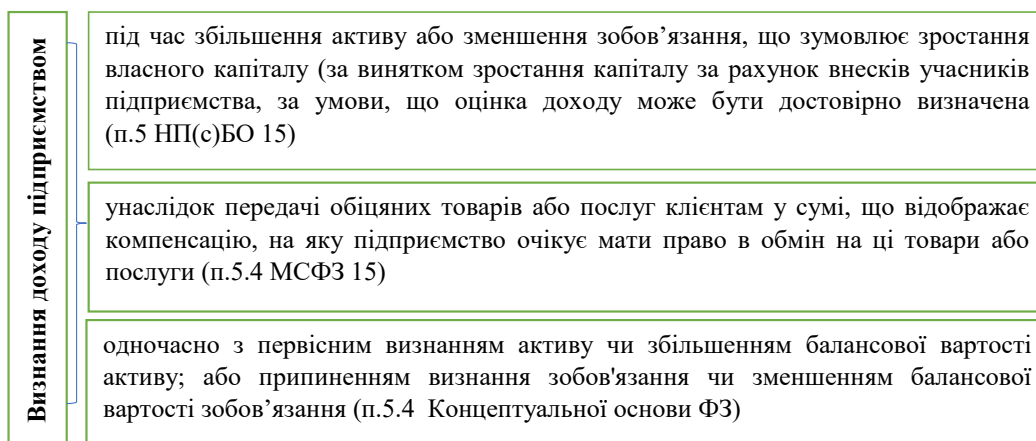 Визнання доходу підприємством
під час збільшення активу або зменшення зобов’язання, що зумовлює зростання
власного капіталу (за винятком зростання капіталу за рахунок внесків учасників
підприємства, за умови, що оцінка доходу може бути достовірно визначена
(п.5 НП(с)БО 15)
унаслідок передачі обіцяних товарів або послуг клієнтам у сумі, що відображає
компенсацію, на яку підприємство очікує мати право в обмін на ці товари або
послуги (п.5.4 МСФЗ 15)
одночасно з первісним визнанням активу чи збільшенням балансової вартості
активу; або припиненням визнання зобов'язання чи зменшенням балансової
вартості зобов’язання (п.5.4 Концептуальної основи ФЗ)